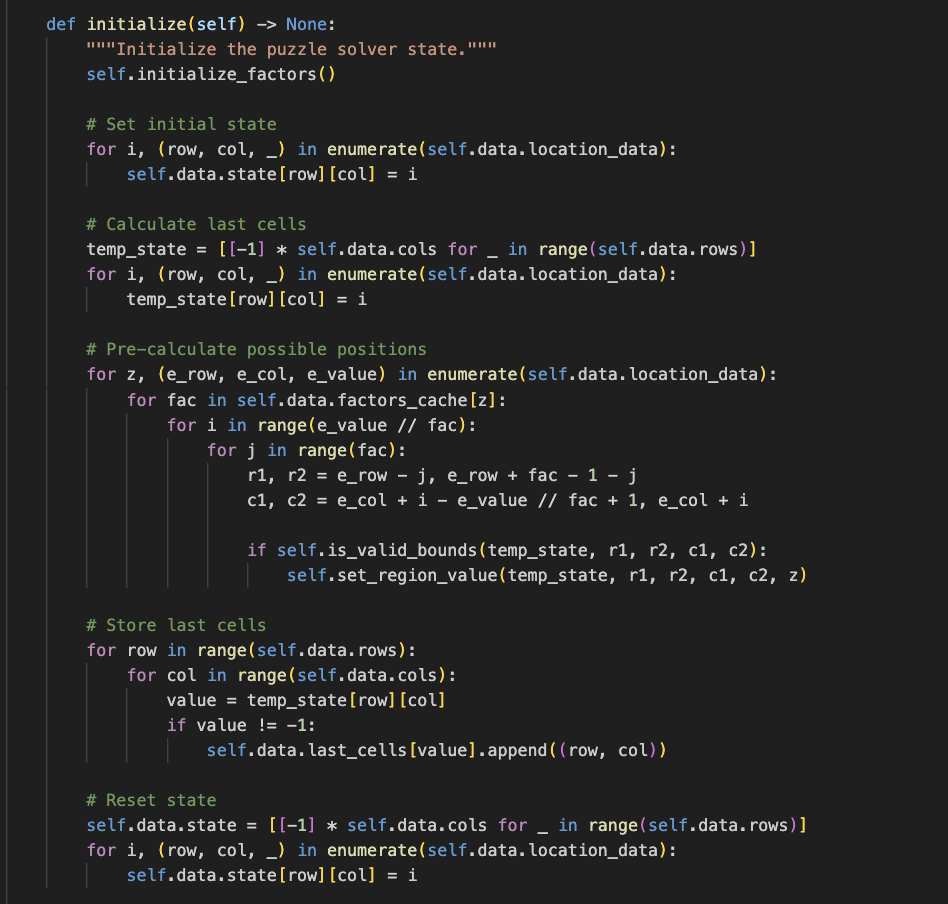 def initialize(self) -> None:
    """Initialize the puzzle solver state."""
    self.initialize_factors()

    # Set initial state
    for i, (row, col, _) in enumerate(self.data.location_data):
        self.data.state[row][col] = i

    # Calculate last cells
    temp_state = [[-1] * self.data.cols for _ in range(self.data.rows)]
    for i, (row, col, _) in enumerate(self.data.location_data):
        temp_state[row][col] = i

    # Pre-calculate possible positions
    for z, (e_row, e_col, e_value) in enumerate(self.data.location_data):
        for fac in self.data.factors_cache[z]:
            for i in range(e_value // fac):
                for j in range(fac):
                    r1, r2 = e_row - j, e_row + fac - 1 - j
                    c1, c2 = e_col + i - e_value // fac + 1, e_col + i

                    if self.is_valid_bounds(temp_state, r1, r2, c1, c2):
                        self.set_region_value(temp_state, r1, r2, c1, c2, z)

    # Store last cells
    for row in range(self.data.rows):
        for col in range(self.data.cols):
            value = temp_state[row][col]
            if value != -1:
                self.data.last_cells[value].append((row, col))

    # Reset state
    self.data.state = [[-1] * self.data.cols for _ in range(self.data.rows)]
    for i, (row, col, _) in enumerate(self.data.location_data):
        self.data.state[row][col] = i